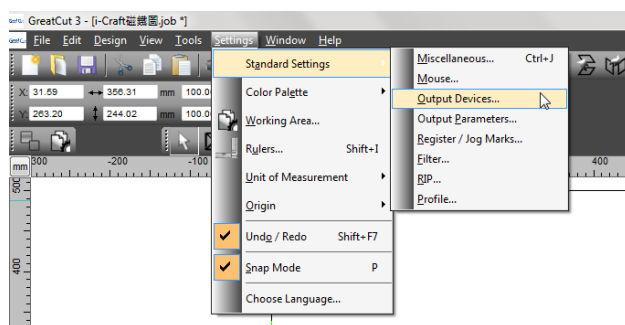 GreatCut 3 - [i-Craft磁鐵圖.job *]
File Edit Design View Tools Settings Window Help
X: 31.59 356.31 mm 100.0
Y: 263.20 244.02 mm 100.0
Standard Settings
Color Palette
Working Area...
Rulers... Shift+I
Unit of Measurement
Origin
Undo / Redo Shift+F7
Snap Mode P
Choose Language...
Miscellaneous... Ctrl+J
Mouse...
Output Devices...
Output Parameters...
Register / Jog Marks...
Filter...
RIP...
Profile...
mm 300 -200 -100 400
500
400